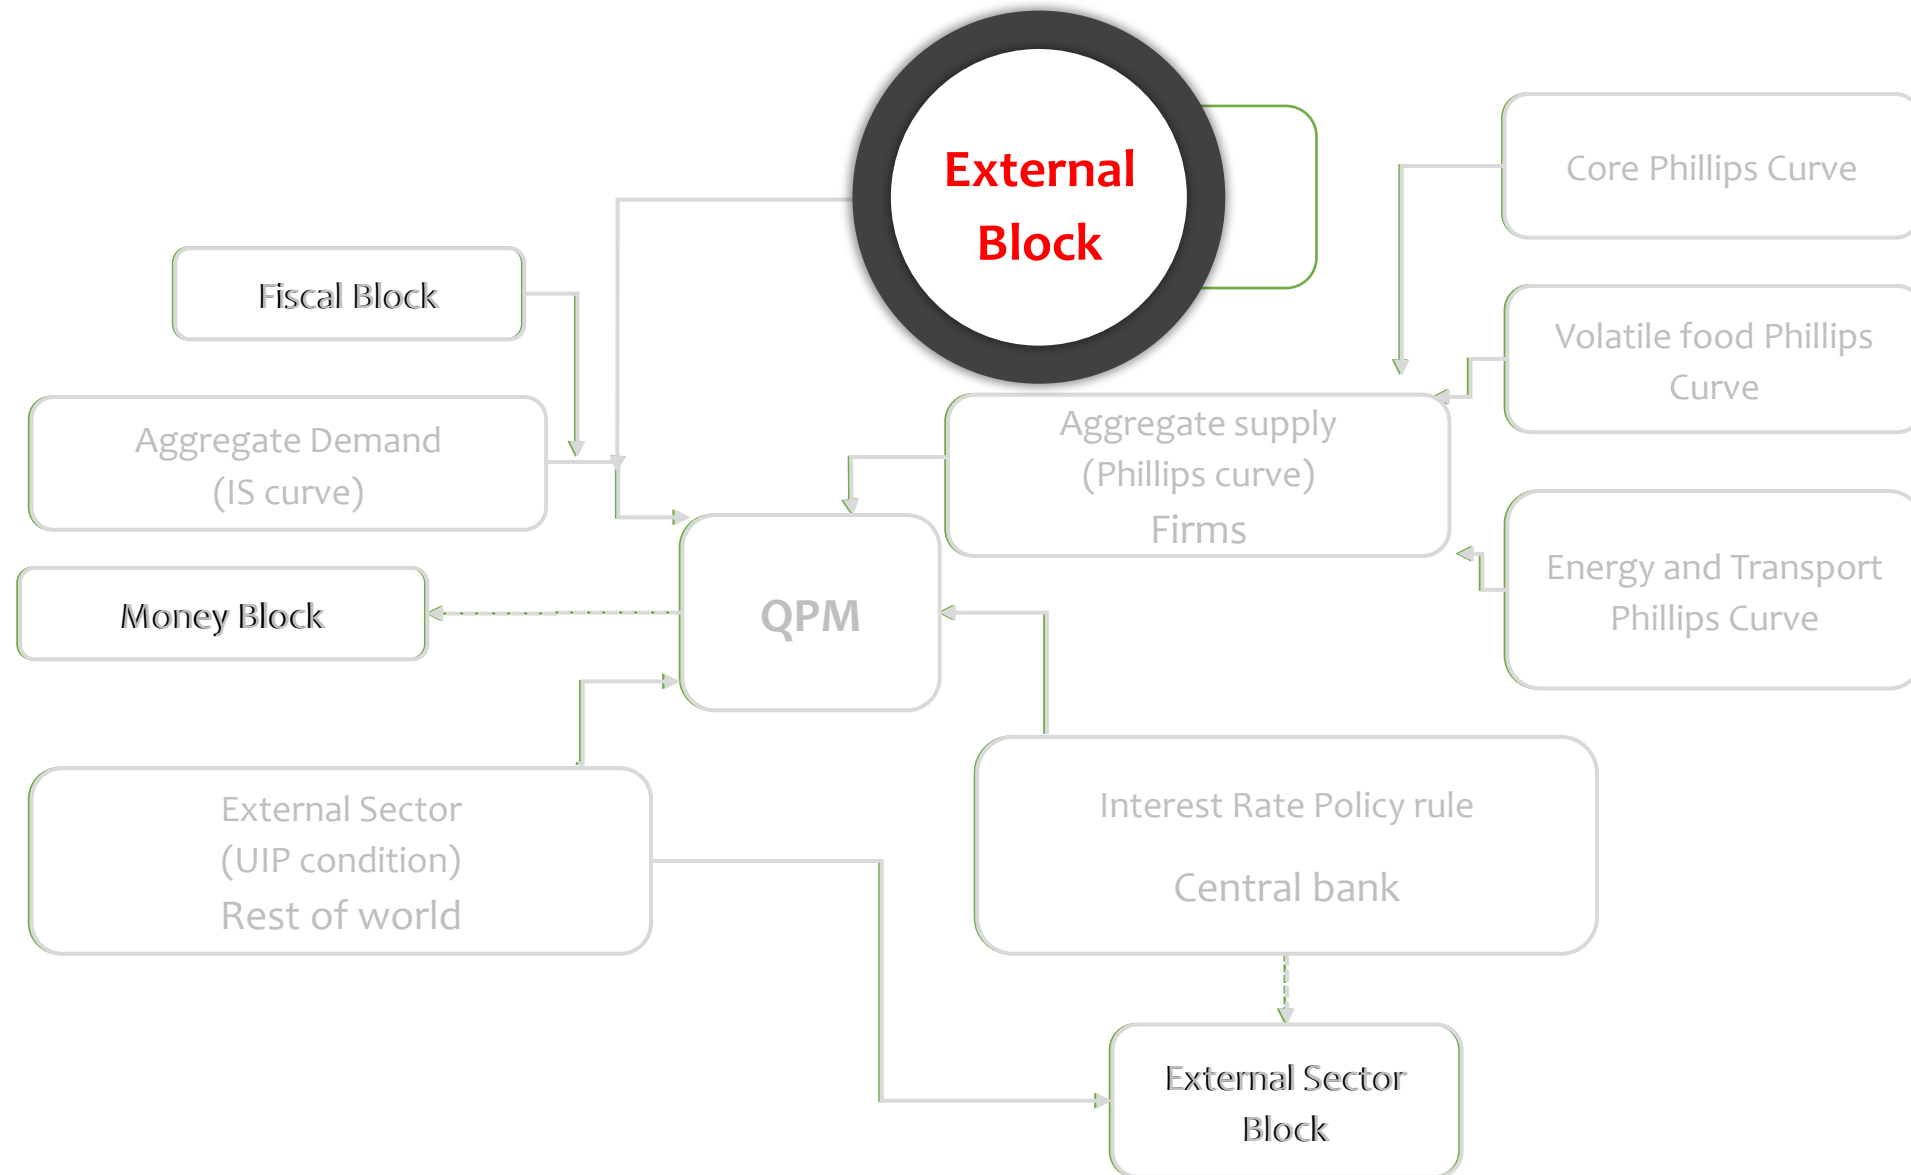 External
Block
Core Phillips Curve
Fiscal Block
Volatile food Phillips
Curve
Aggregate Demand
(IS curve)
Aggregate supply
(Phillips curve)
Firms
Energy and Transport
Phillips Curve
Money Block
QPM
External Sector
(UIP condition)
Rest of world
Interest Rate Policy rule
Central bank
External Sector
Block